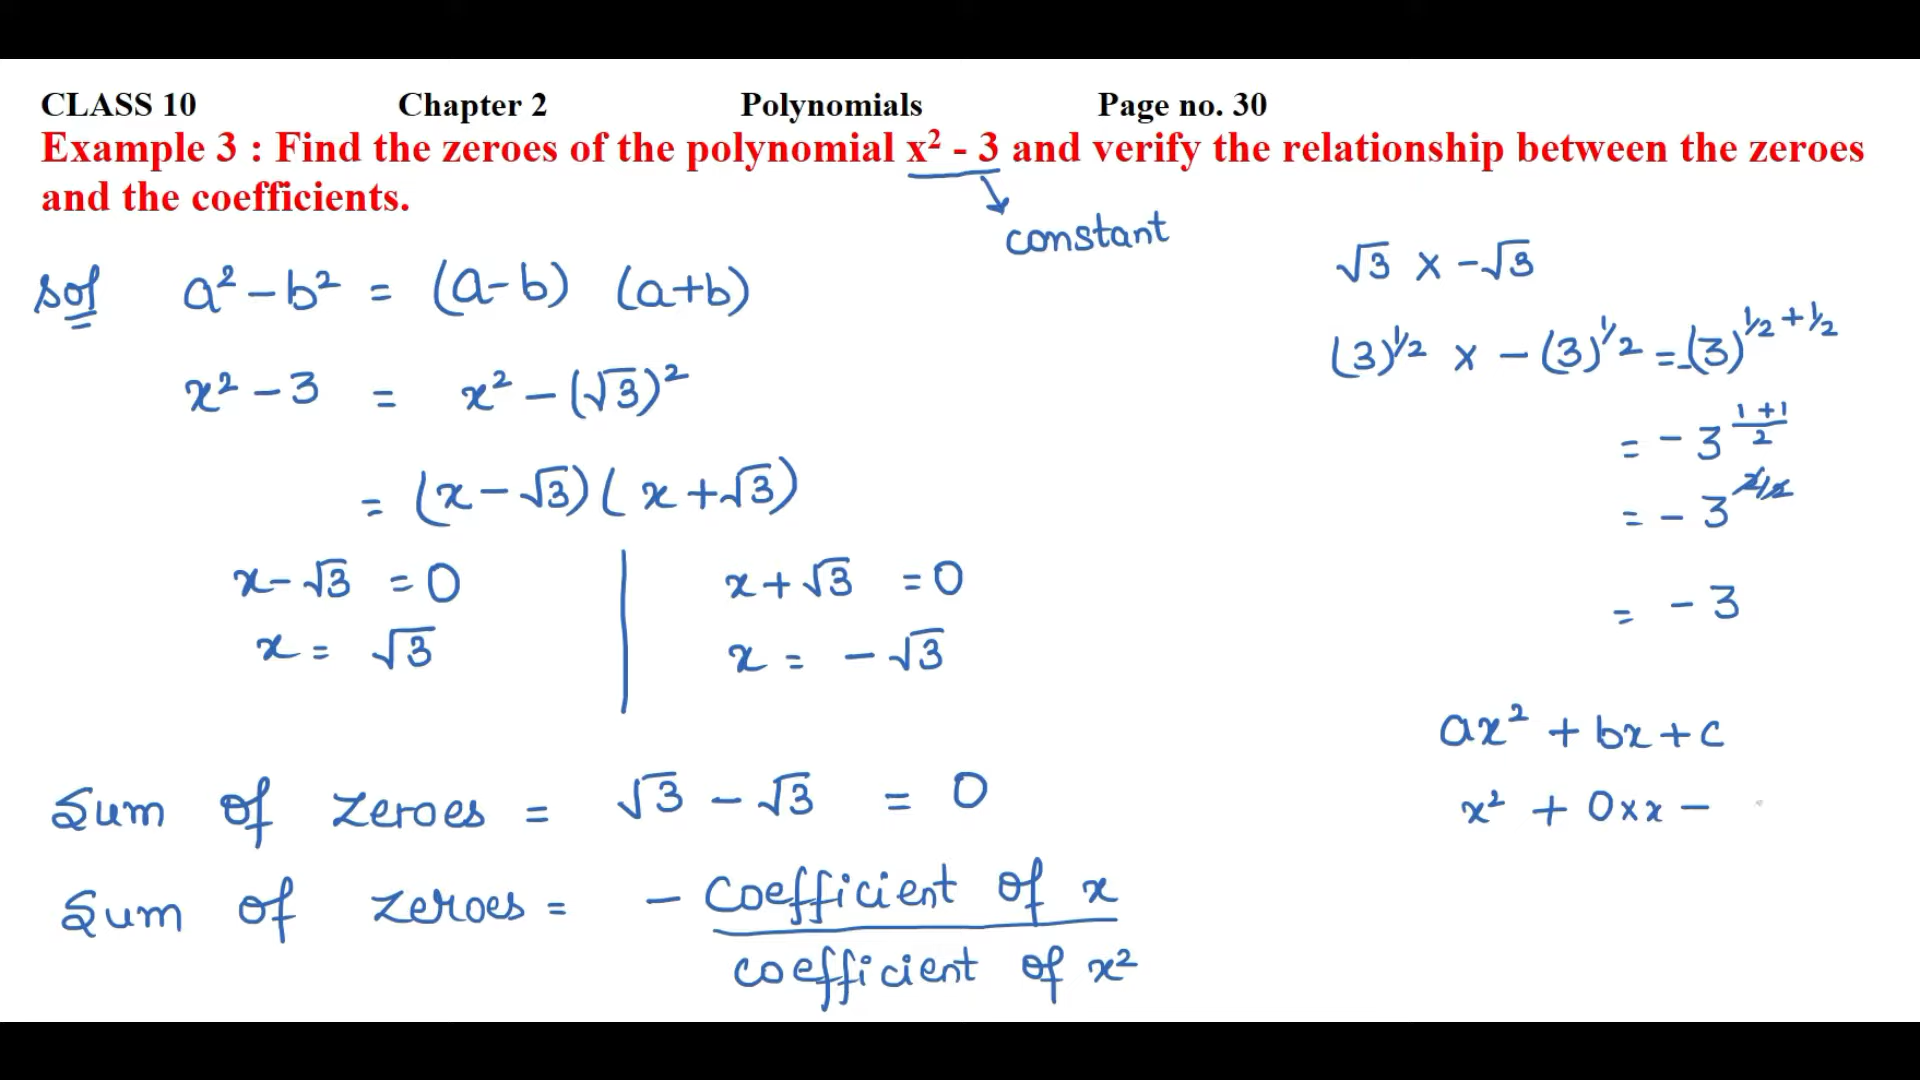 CLASS 10 Chapter 2 Polynomials Page no. 30
Example 3 : Find the zeroes of the polynomial x² - 3 and verify the relationship between the zeroes
and the coefficients.
constant
Sol a² - b² = (a-b) (a+b)
x² - 3 = x² - (√3)²
= (x - √3)(x + √3)
x - √3 = 0
x = √3
x + √3 = 0
x = - √3
Sum of zeroes = √3 - √3 = 0
Sum of zeroes = - Coefficient of x
coefficient of x²
√3 × -√3
(3)^1/2 × - (3)^1/2 = -(3)^1/2 + 1/2
= - 3^(1+1)/2
= - 3^2/2
= - 3
ax² + bx + c
x² + 0×x -